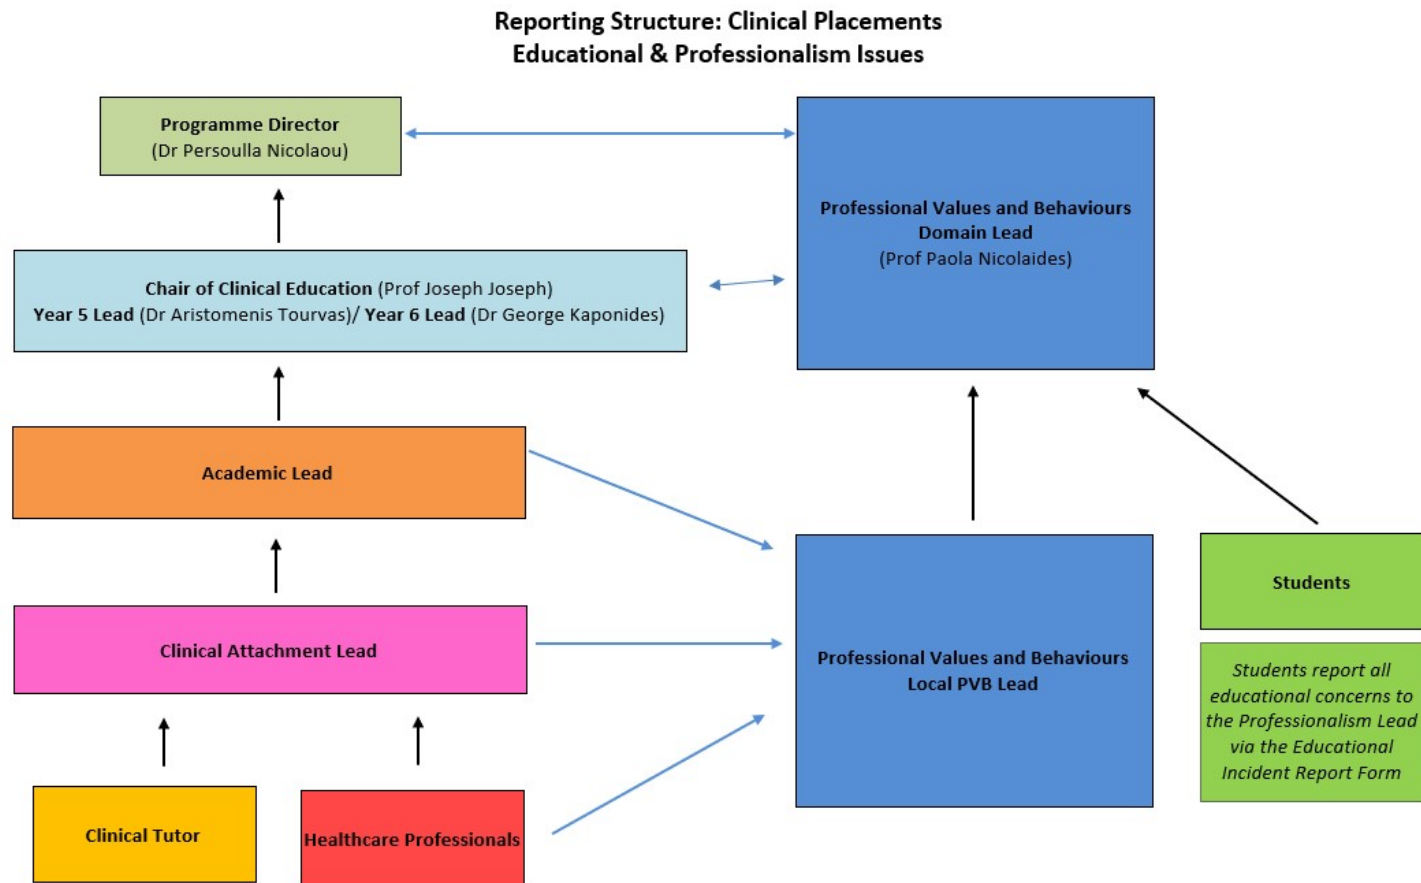 Reporting Structure: Clinical Placements
Educational & Professionalism Issues
Programme Director
(Dr Persoulla Nicolaou)
Professional Values and Behaviours
Domain Lead
(Prof Paola Nicolaides)
Chair of Clinical Education (Prof Joseph Joseph)
Year 5 Lead (Dr Aristomenis Tourvas)/ Year 6 Lead (Dr George Kaponides)
Academic Lead
Clinical Attachment Lead
Professional Values and Behaviours
Local PVB Lead
Students
Students report all
educational concerns to
the Professionalism Lead
via the Educational
Incident Report Form
Clinical Tutor
Healthcare Professionals